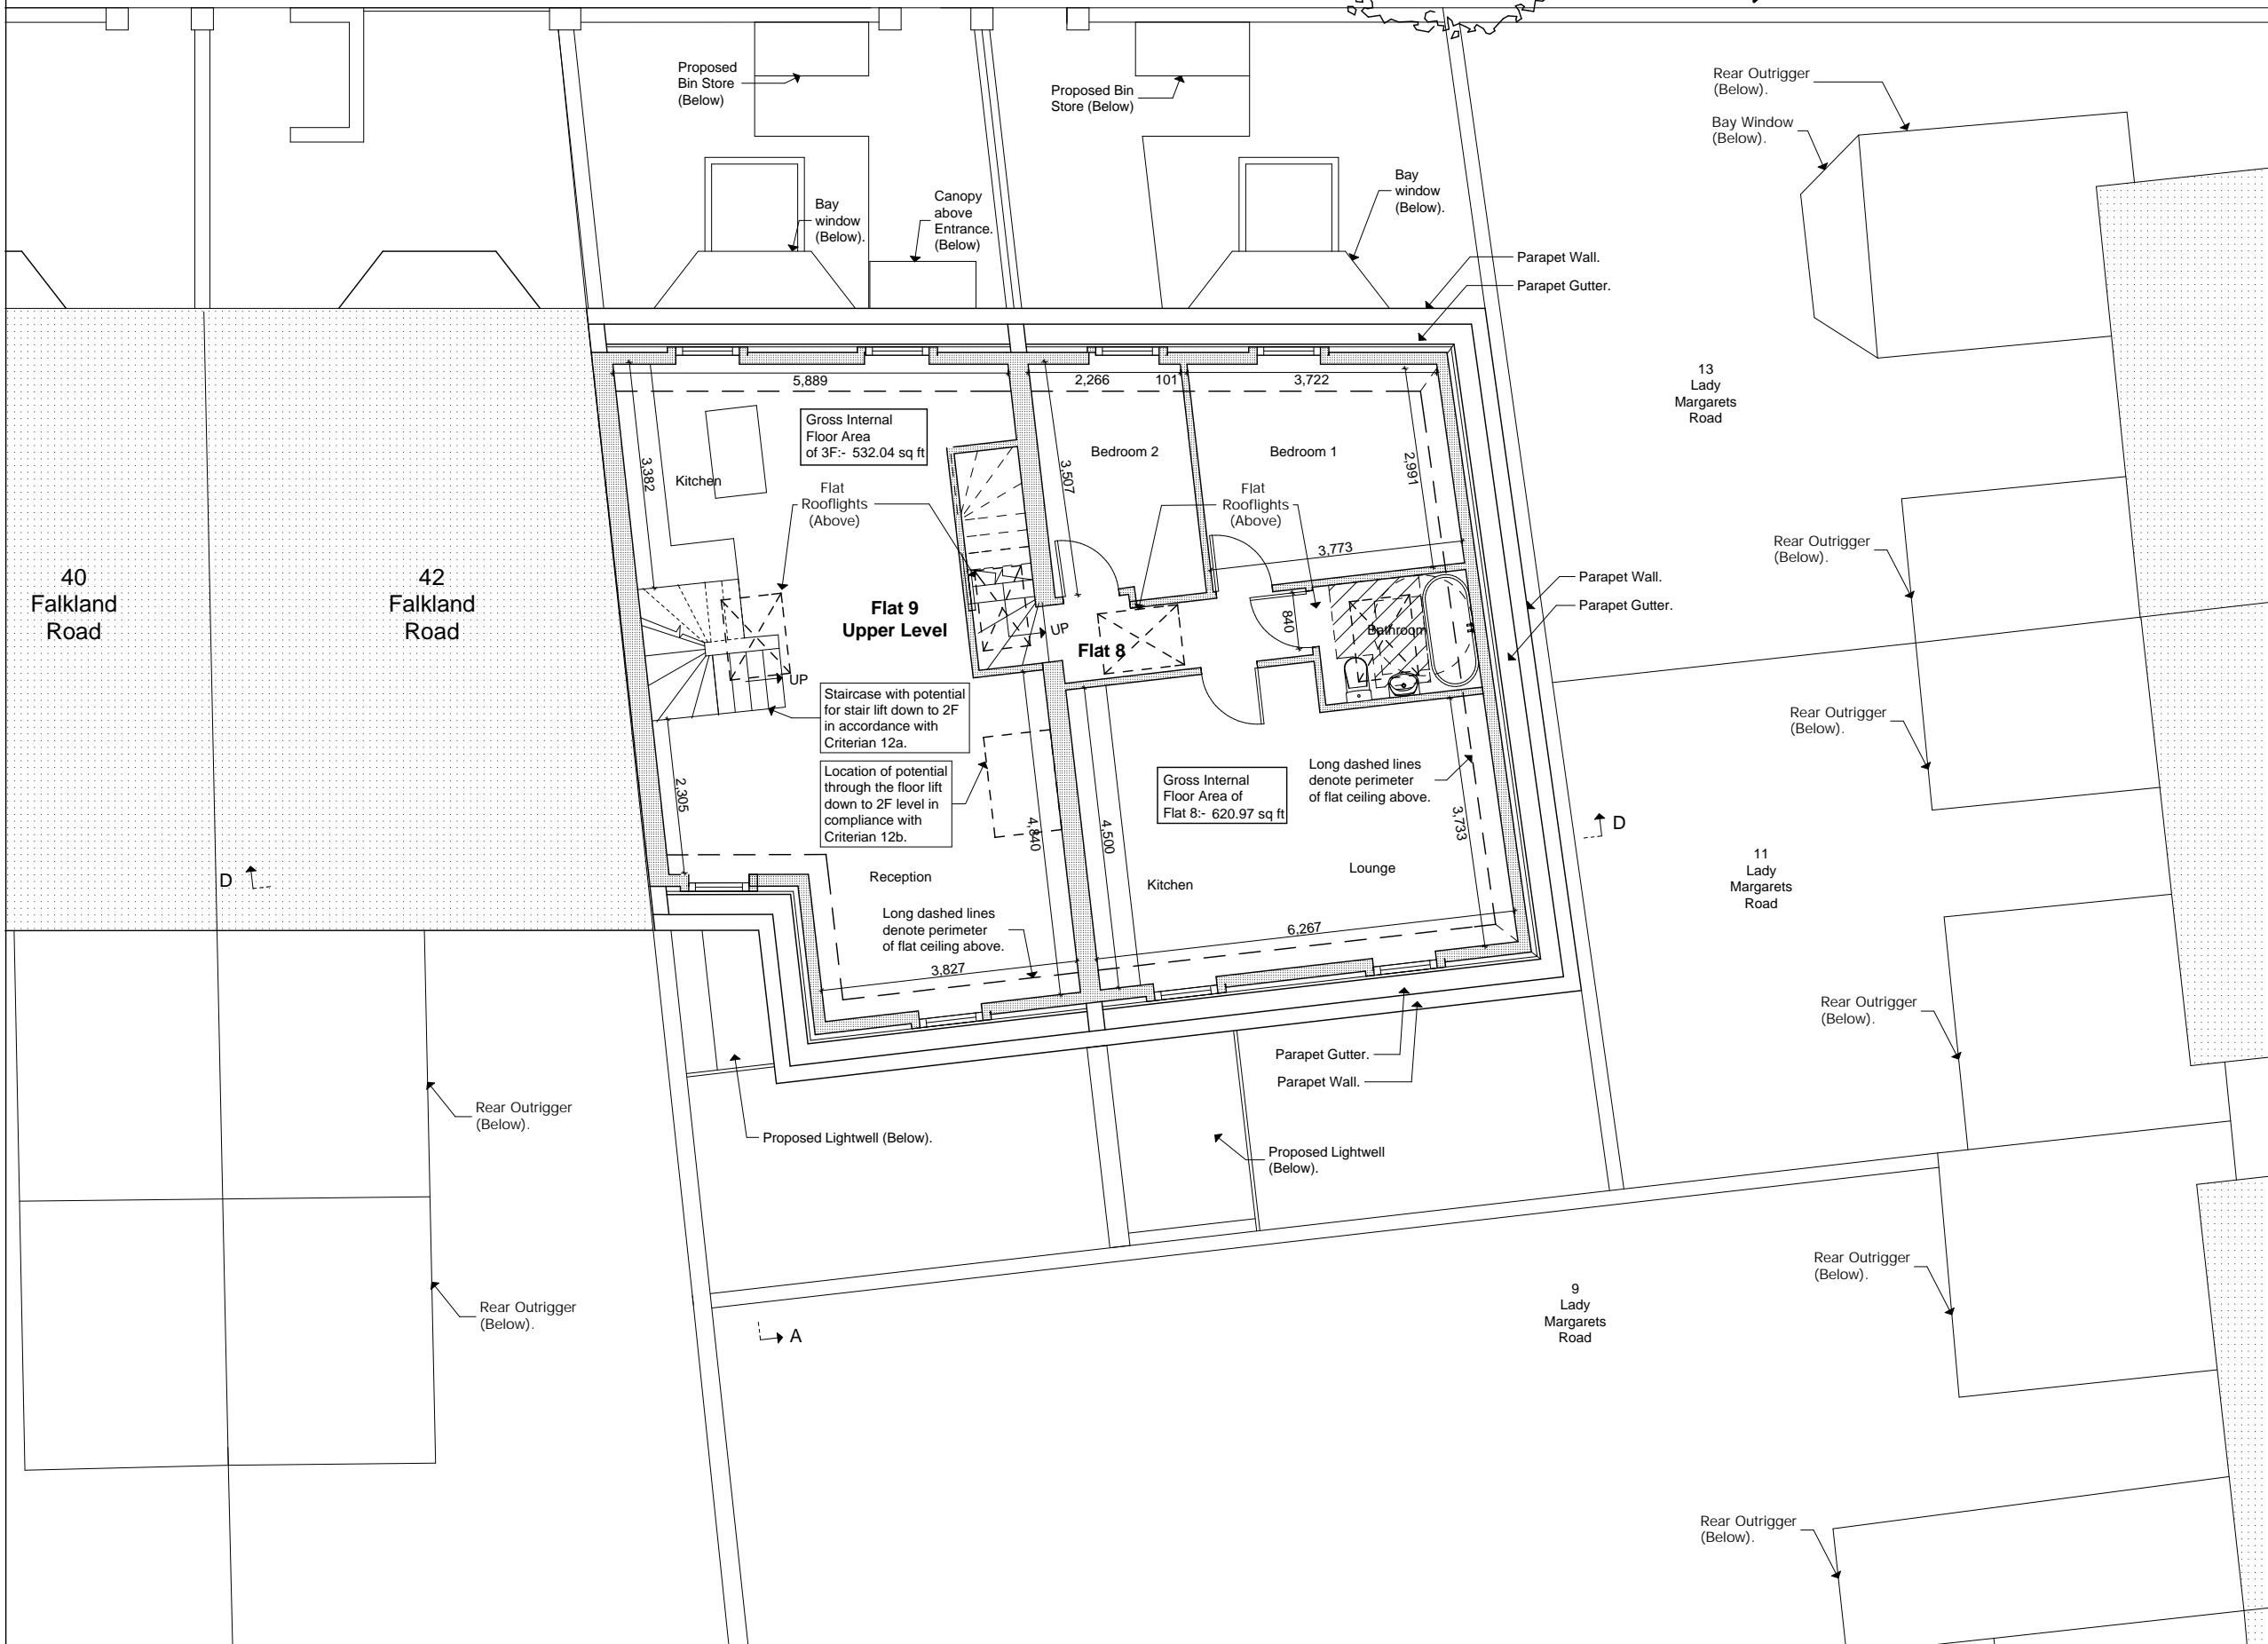 Proposed
Bin Store
(Below)
Proposed Bin
Store (Below)
Rear Outrigger
(Below).
Bay Window
(Below).
Bay
window
(Below).
Canopy
above
Entrance.
(Below)
Bay
window
(Below).
Parapet Wall.
Parapet Gutter.
13
Lady
Margarets
Road
5,889
2,266
101
3,722
Gross Internal
Floor Area
of 3F:- 532.04 sq ft
Bedroom 2
Bedroom 1
3,382
Kitchen
3,507
2,991
Flat
Rooflights
(Above)
Flat
Rooflights
(Above)
3,773
Rear Outrigger
(Below).
40
Falkland
Road
42
Falkland
Road
Flat 9
Upper Level
UP
Flat 8
840
Bathroom
Parapet Wall.
Parapet Gutter.
UP
Staircase with potential
for stair lift down to 2F
in accordance with
Criterian 12a.
Rear Outrigger
(Below).
Location of potential
through the floor lift
down to 2F level in
compliance with
Criterian 12b.
2,305
4,840
4,500
Gross Internal
Floor Area of
Flat 8:- 620.97 sq ft
Long dashed lines
denote perimeter
of flat ceiling above.
3,733
D
D
Reception
Kitchen
Lounge
11
Lady
Margarets
Road
Long dashed lines
denote perimeter
of flat ceiling above.
6,267
3,827
Rear Outrigger
(Below).
Parapet Gutter.
Parapet Wall.
Rear Outrigger
(Below).
Proposed Lightwell (Below).
Proposed Lightwell
(Below).
Rear Outrigger
(Below).
Rear Outrigger
(Below).
9
Lady
Margarets
Road
A
Rear Outrigger
(Below).